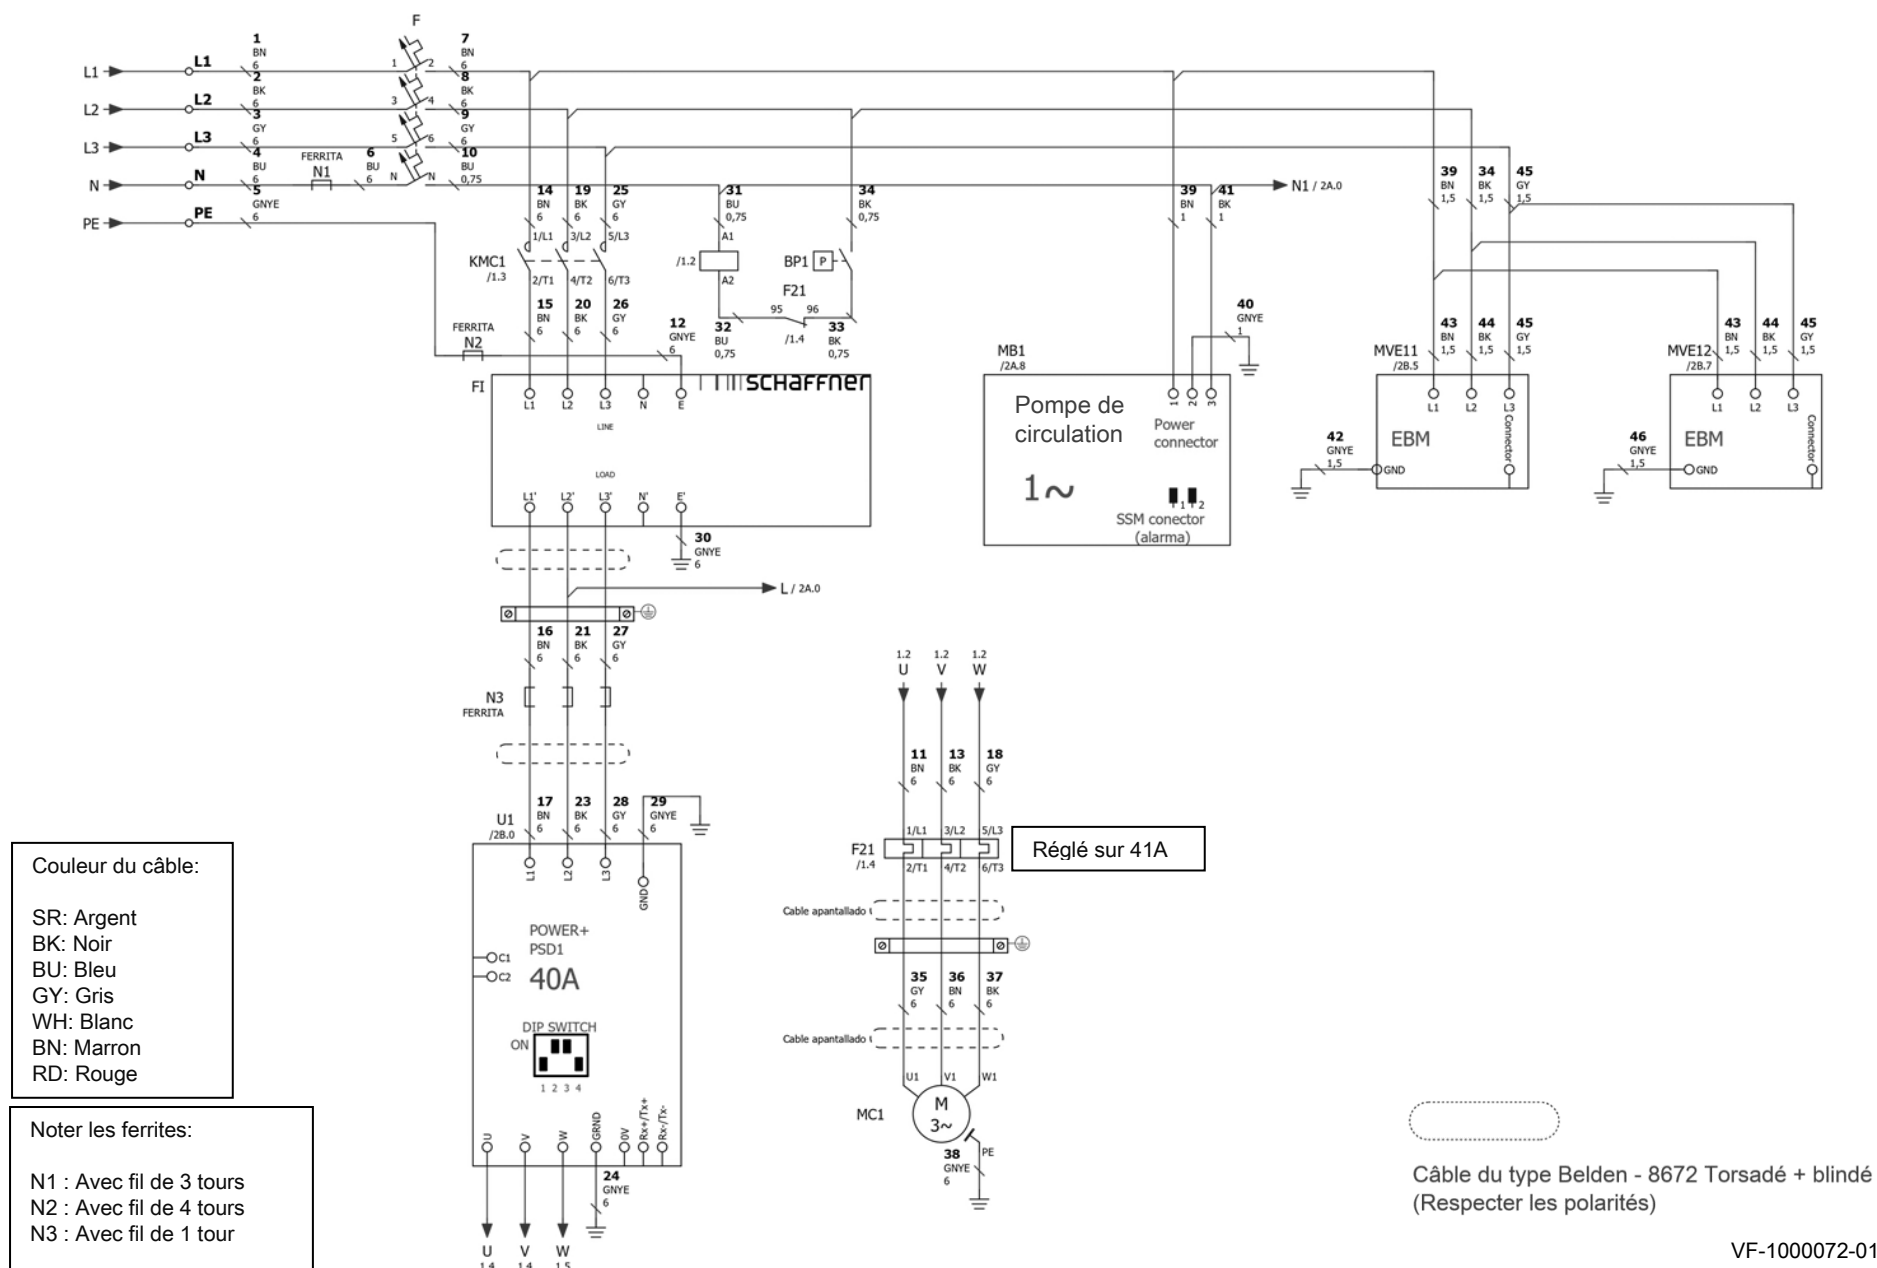 F
1
BN
6
7
BN
6
L1
L1
1
2
2
BK
6
8
BK
6
L2
L2
3
4
3
GY
6
9
GY
6
L3
L3
5
6
4
BU
6
FERRITA
N1
6
BU
6
10
BU
0,75
N
N
N
N
N1 / 2A.0
5
GNYE
6
PE
PE
14
BN
6
19
BK
6
25
GY
6
31
BU
0,75
34
BK
0,75
39
BN
1
41
BK
1
39
BN
1,5
34
BK
1,5
45
GY
1,5
KMC1
/1.3
1/L1
3/L2
5/L3
2/T1
4/T2
6/T3
/1.2
A1
A2
BP1
P
F21
95
96
/1.4
15
BN
6
20
BK
6
26
GY
6
12
GNYE
6
32
BU
0,75
33
BK
0,75
40
GNYE
1
FERRITA
N2
43
BN
1,5
44
BK
1,5
45
GY
1,5
43
BN
1,5
44
BK
1,5
45
GY
1,5
FI
SCHAFFNER
L1
L2
L3
N
E
LINE
LOAD
L1'
L2'
L3'
N'
E'
MB1
/2A.8
Pompe de
circulation
1~
1
2
3
Power
connector
1
2
SSM conector
(alarma)
MVE11
/2B.5
L1
L2
L3
EBM
Connector
GND
42
GNYE
1,5
MVE12
/2B.7
L1
L2
L3
EBM
Connector
GND
46
GNYE
1,5
30
GNYE
6
L / 2A.0
16
BN
6
21
BK
6
27
GY
6
N3
FERRITA
17
BN
6
23
BK
6
28
GY
6
29
GNYE
6
U1
/2B.0
L1
L2
L3
GND
POWER+
PSD1
40A
C1
C2
DIP SWITCH
ON
1 2 3 4
U
V
W
GRND
0V
Rx+/Tx+
Rx-/Tx-
24
GNYE
6
U
V
W
1.4
1.4
1.5
1.2
1.2
1.2
U
V
W
11
BN
6
13
BK
6
18
GY
6
F21
/1.4
1/L1
3/L2
5/L3
2/T1
4/T2
6/T3
Réglé sur 41A
Cable apantallado
35
GY
6
36
BN
6
37
BK
6
Cable apantallado
U1
V1
W1
MC1
M
3~
PE
38
GNYE
6
Couleur du câble:
SR: Argent
BK: Noir
BU: Bleu
GY: Gris
WH: Blanc
BN: Marron
RD: Rouge
Noter les ferrites:
N1 : Avec fil de 3 tours
N2 : Avec fil de 4 tours
N3 : Avec fil de 1 tour
Câble du type Belden - 8672 Torsadé + blindé
(Respecter les polarités)
VF-1000072-01